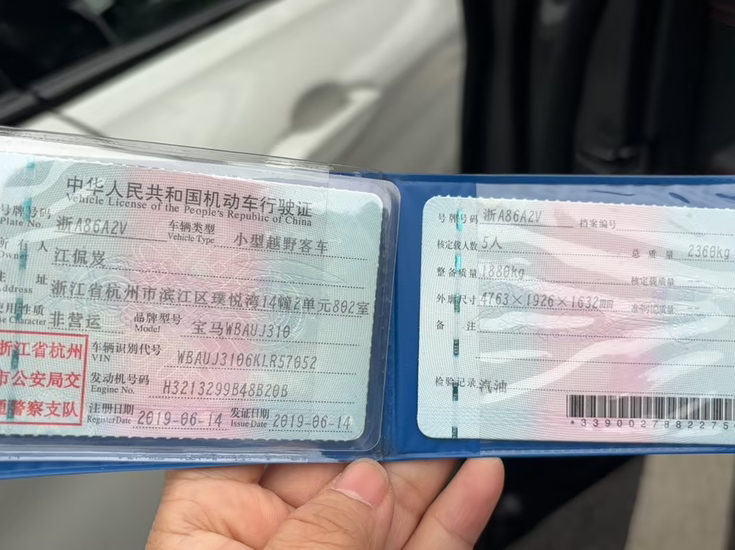 中华人民共和国机动车行驶证
Vehicle License of the People's Republic of China
号牌号码 浙A86A2V 车辆类型 小型越野客车
Plate No. Vehicle Type
所有人 江侃岌
Owner
住址 浙江省杭州市滨江区璞悦湾14幢2单元802室
Address
使用性质 非营运 品牌型号 宝马WBAUJ310
Use Character Model
浙江省杭州
市公安局交
通警察支队
车辆识别代号 WBAUJ3106KLR57052
VIN
发动机号码 H3213299B48B20B
Engine No.
注册日期 2019-06-14 发证日期 2019-06-14
Register Date Issue Date
号牌号码 浙A86A2V 档案编号
核定载人数 5人 总质量 2360kg
整备质量 1880kg 核定载质量 --
外廓尺寸 4763×1926×1632mm 准牵引总质量 --
备注
检验记录 汽油
*3390027882275